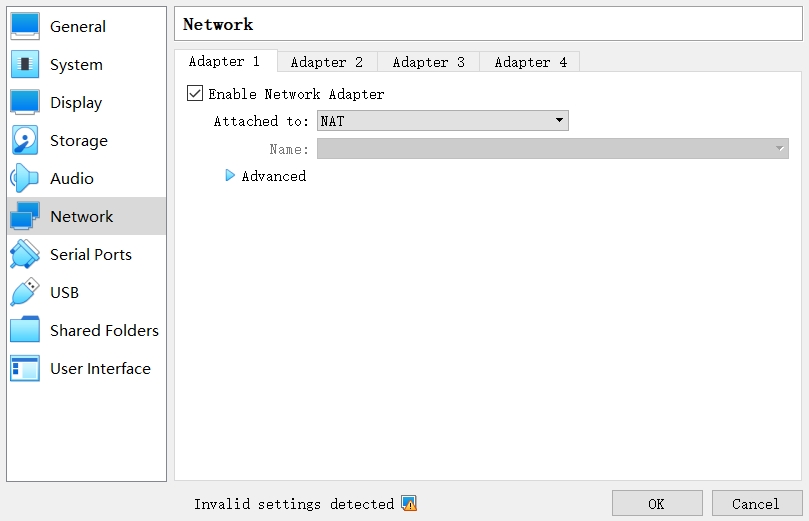 General
System
Display
Storage
Audio
Network
Serial Ports
USB
Shared Folders
User Interface
Network
Adapter 1 Adapter 2 Adapter 3 Adapter 4
Enable Network Adapter
Attached to: NAT
Name:
Advanced
Invalid settings detected
OK Cancel